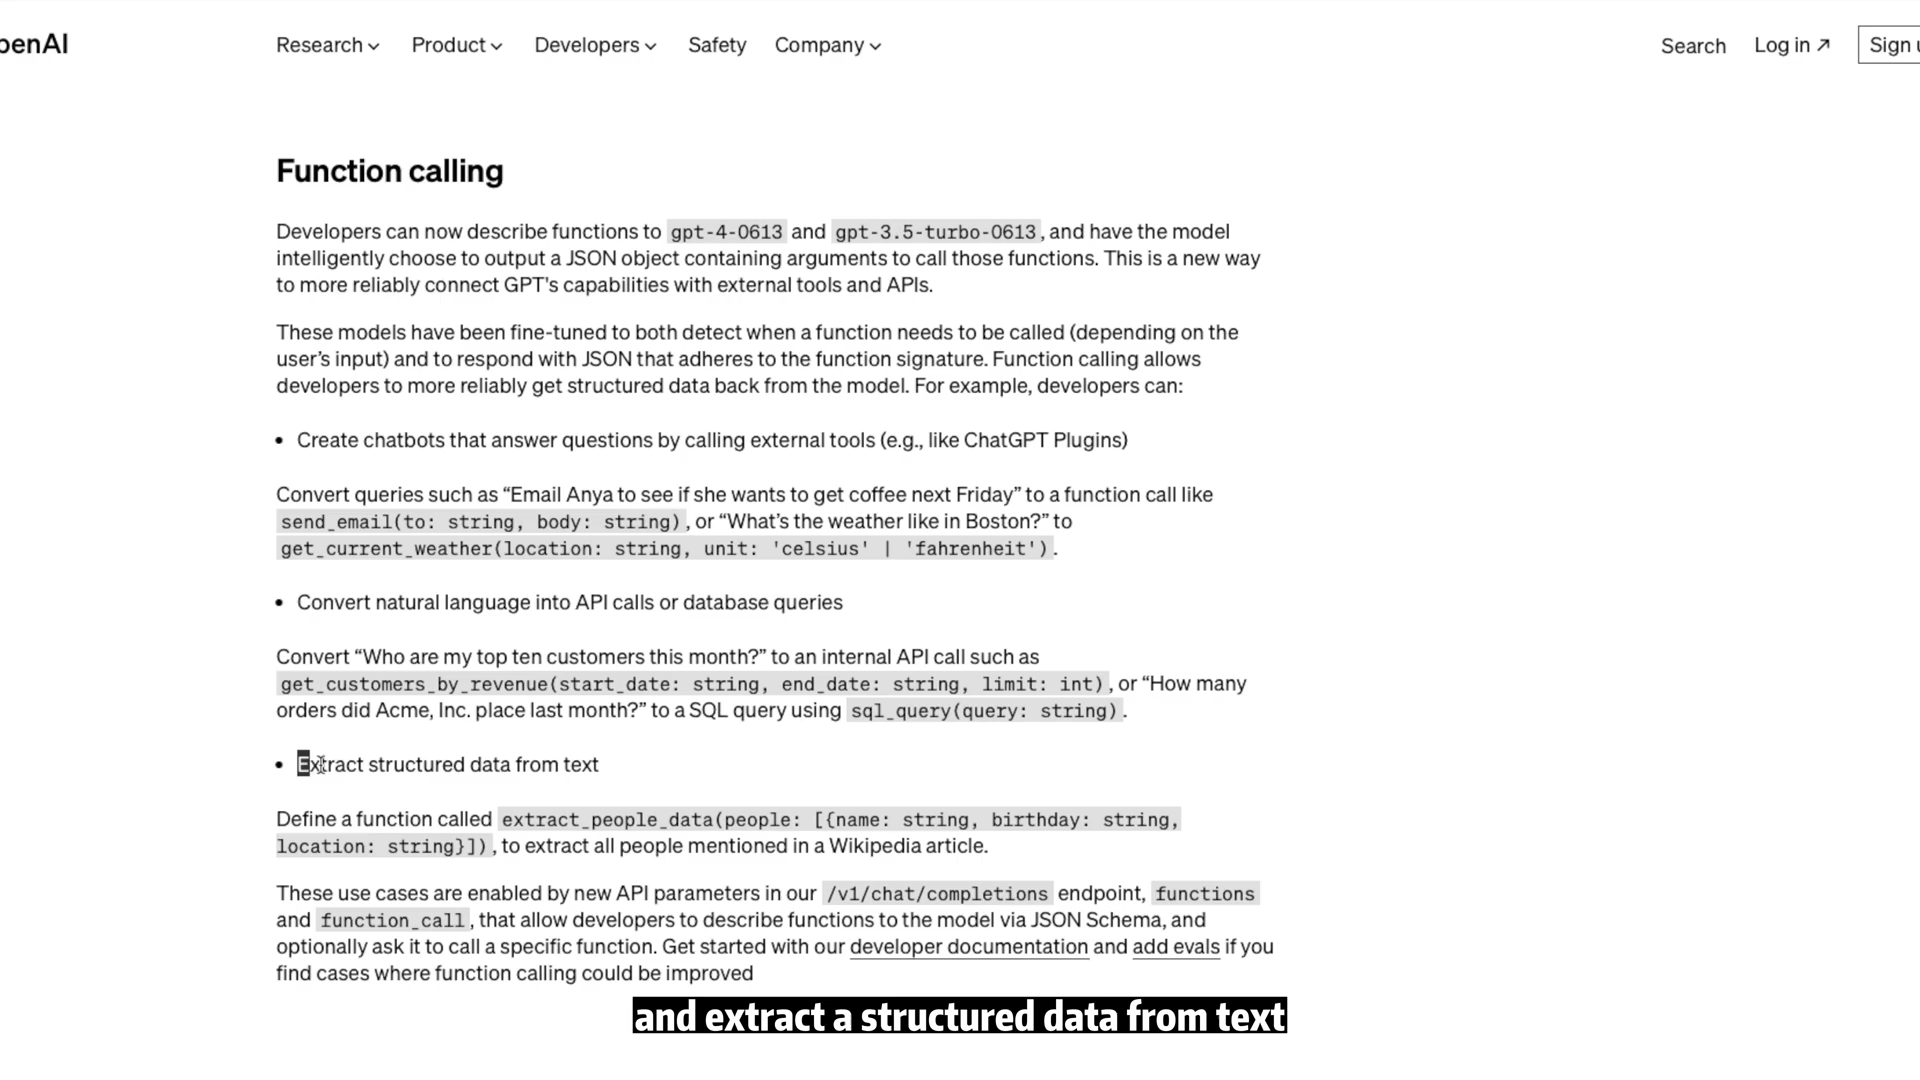 penAI
Research Product Developers Safety Company Search Log in ↗ Sign u
Function calling
Developers can now describe functions to gpt-4-0613 and gpt-3.5-turbo-0613, and have the model
intelligently choose to output a JSON object containing arguments to call those functions. This is a new way
to more reliably connect GPT's capabilities with external tools and APIs.
These models have been fine-tuned to both detect when a function needs to be called (depending on the
user’s input) and to respond with JSON that adheres to the function signature. Function calling allows
developers to more reliably get structured data back from the model. For example, developers can:
• Create chatbots that answer questions by calling external tools (e.g., like ChatGPT Plugins)
Convert queries such as “Email Anya to see if she wants to get coffee next Friday” to a function call like
send_email(to: string, body: string), or “What’s the weather like in Boston?” to
get_current_weather(location: string, unit: 'celsius' | 'fahrenheit').
• Convert natural language into API calls or database queries
Convert “Who are my top ten customers this month?” to an internal API call such as
get_customers_by_revenue(start_date: string, end_date: string, limit: int), or “How many
orders did Acme, Inc. place last month?” to a SQL query using sql_query(query: string).
• Extract structured data from text
Define a function called extract_people_data(people: [{name: string, birthday: string,
location: string}]), to extract all people mentioned in a Wikipedia article.
These use cases are enabled by new API parameters in our /v1/chat/completions endpoint, functions
and function_call, that allow developers to describe functions to the model via JSON Schema, and
optionally ask it to call a specific function. Get started with our developer documentation and add evals if you
find cases where function calling could be improved
and extract a structured data from text